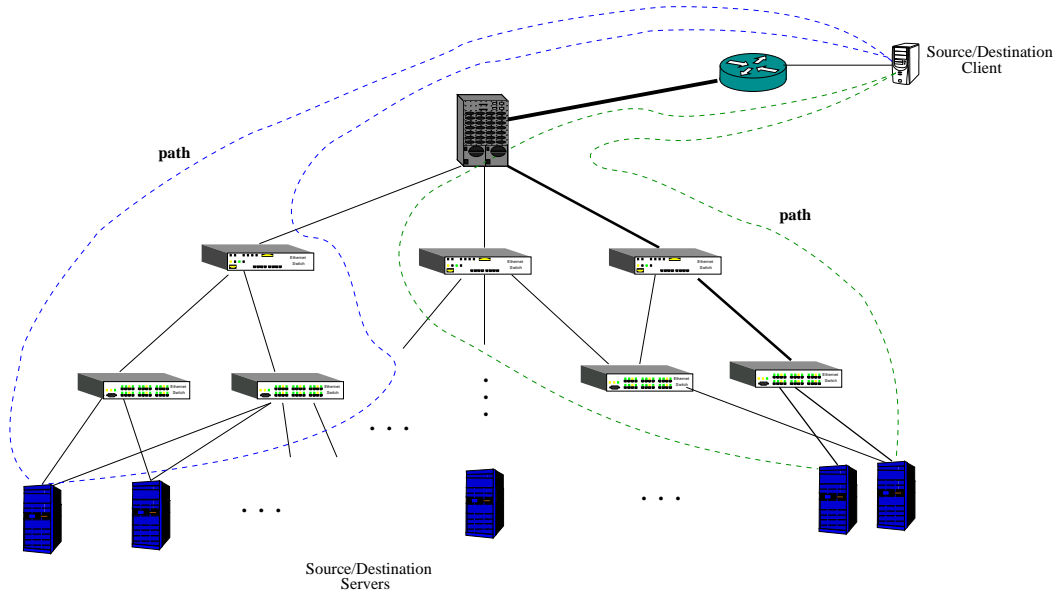 Source/Destination
Client
path
path
Ethernet
Switch
Ethernet
Switch
Ethernet
Switch
Ethernet
Switch
Ethernet
Switch
Ethernet
Switch
Ethernet
Switch
. . .
. . .
. . .
. . .
Source/Destination
Servers